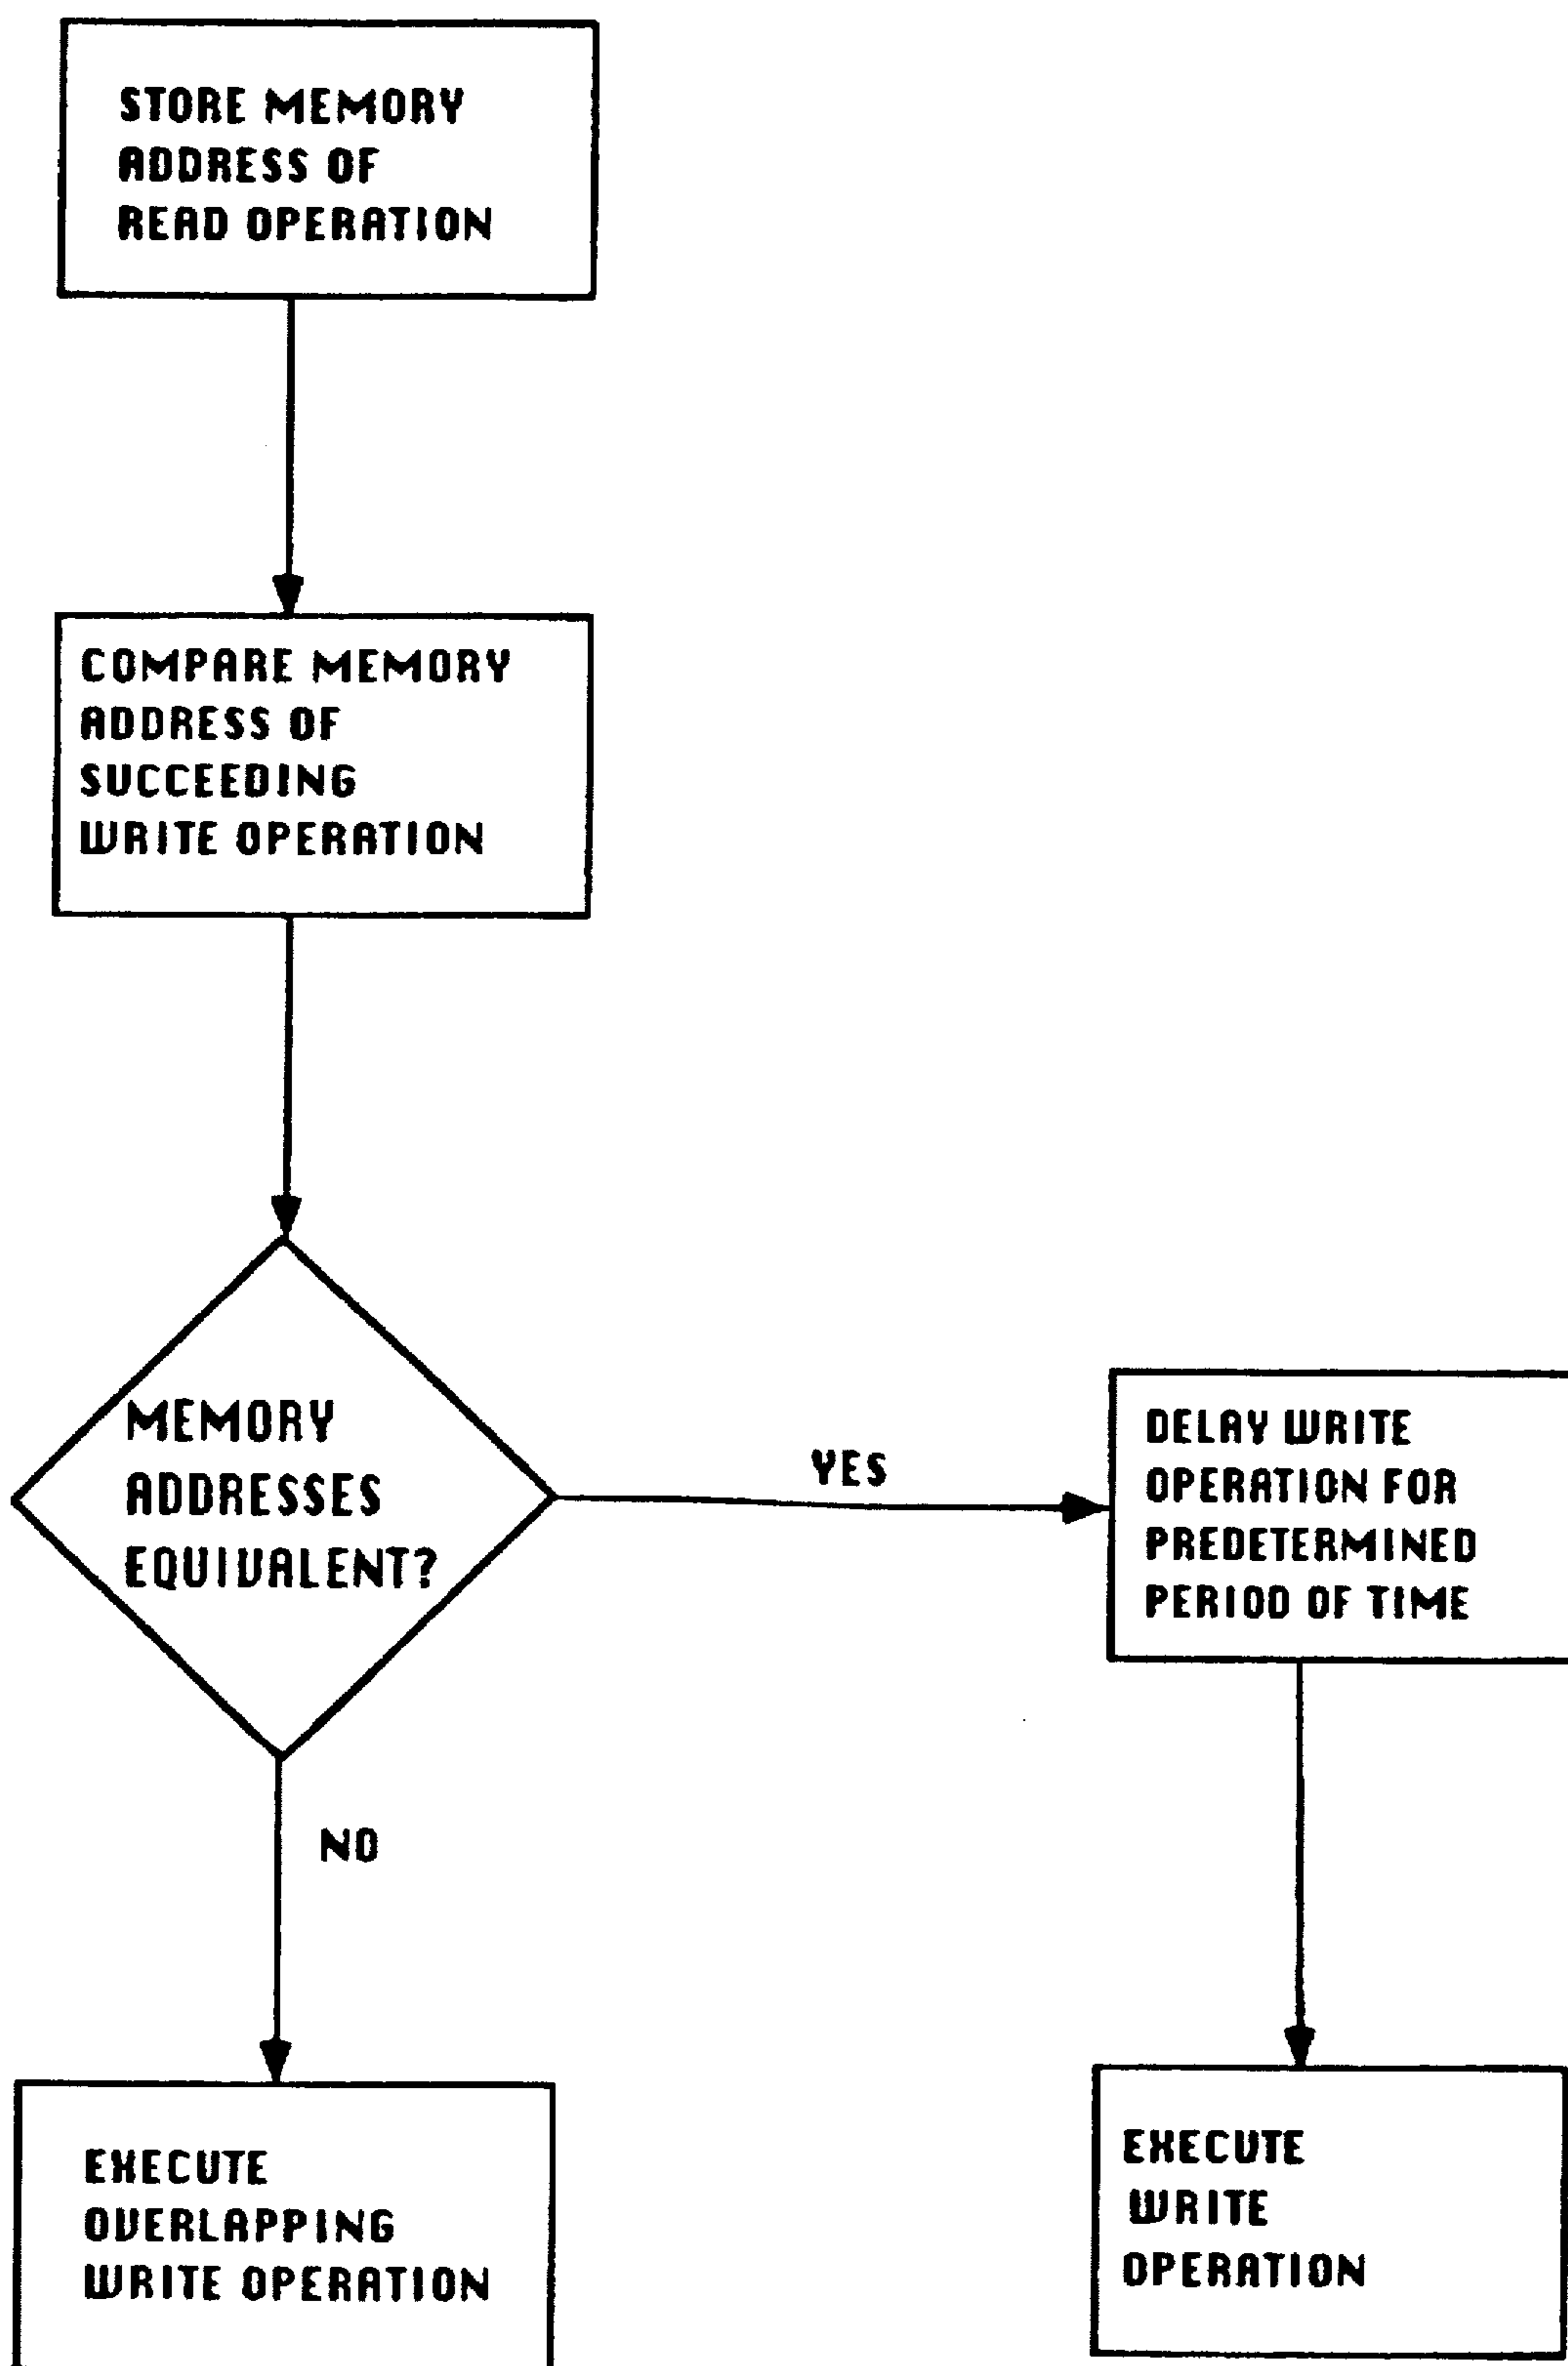 STORE MEMORY
ADDRESS OF
READ OPERATION
COMPARE MEMORY
ADDRESS OF
SUCCEEDING
WRITE OPERATION
MEMORY
ADDRESSES
EQUIVALENT?
YES
DELAY WRITE
OPERATION FOR
PREDETERMINED
PERIOD OF TIME
NO
EXECUTE
OVERLAPPING
WRITE OPERATION
EXECUTE
WRITE
OPERATION